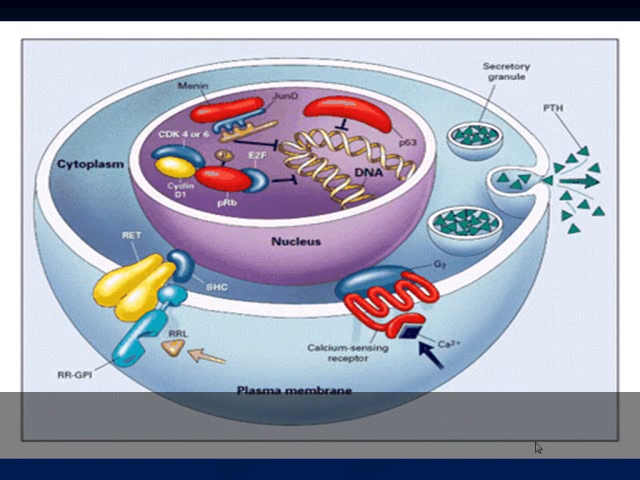 Secretory
granule
PTH
Menin
JunD
CDK 4 or 6
p53
E2F
Cytoplasm
DNA
Cyclin
D1
pRb
Nucleus
RET
SHC
Calcium-sensing
receptor
Ca²⁺
RRL
RR-GPI
Plasma membrane